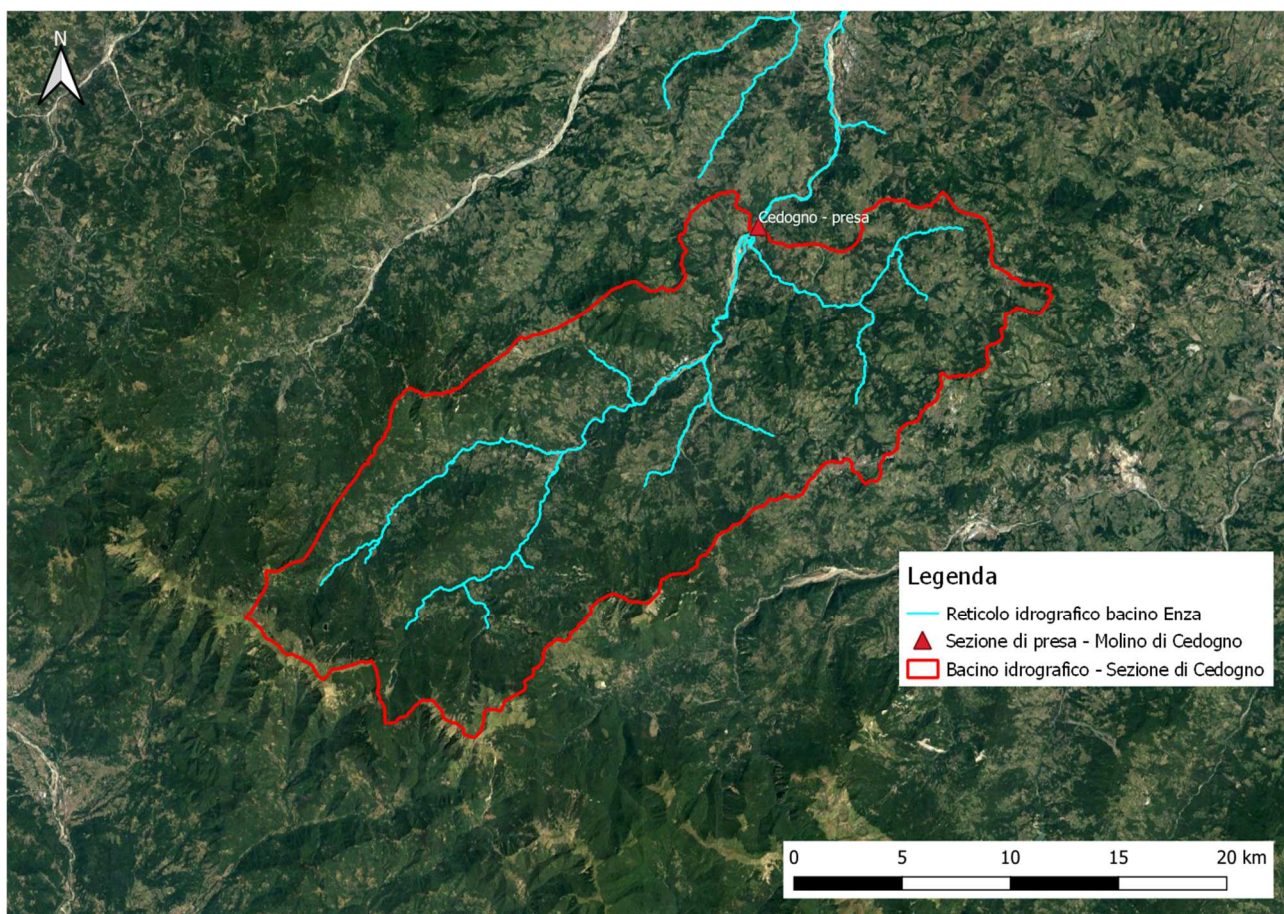 N
Cedogno - presa
Legenda
Reticolo idrografico bacino Enza
Sezione di presa - Molino di Cedogno
Bacino idrografico - Sezione di Cedogno
0 5 10 15 20 km